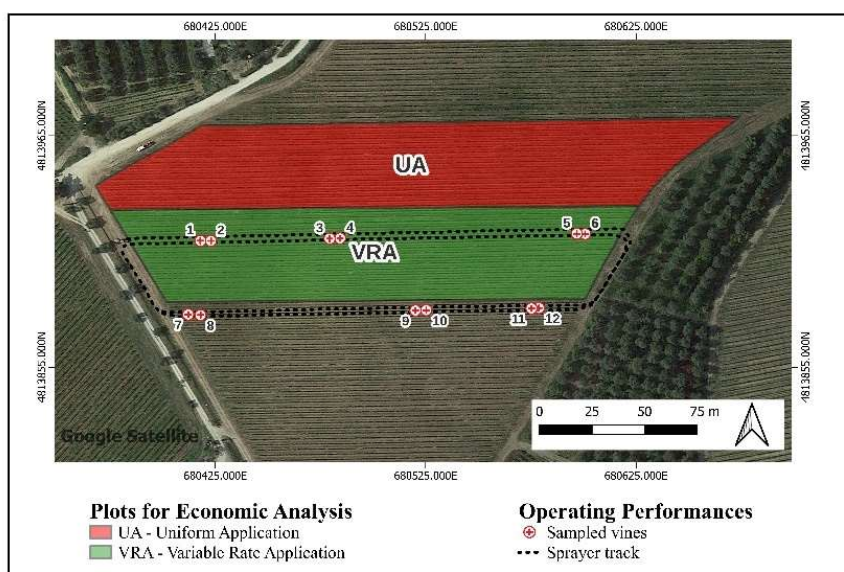 680425.000E 680525.000E 680625.000E
4813965.000N 4813965.000N
UA
1 2 3 4 5 6
VRA
7 8 9 10 11 12
4813855.000N 4813855.000N
0 25 50 75 m
Google Satellite
680425.000E 680525.000E 680625.000E
Plots for Economic Analysis
UA - Uniform Application
VRA - Variable Rate Application
Operating Performances
Sampled vines
Sprayer track